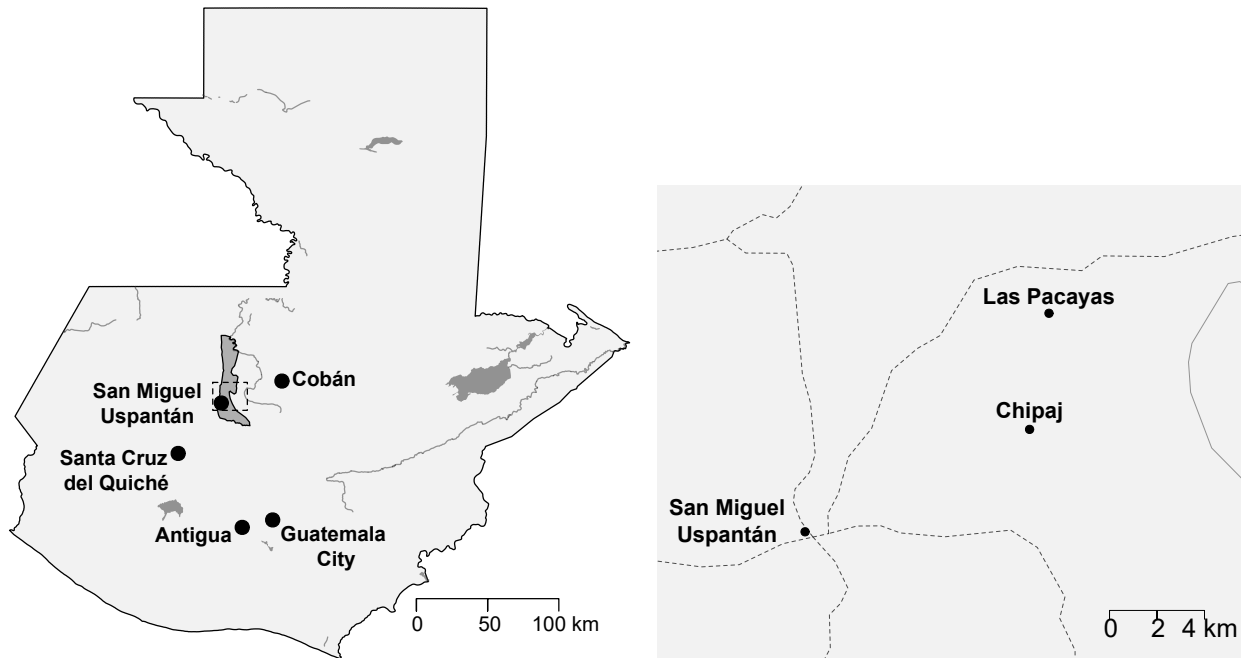 Cobán
San Miguel
Uspantán
Santa Cruz
del Quiché
Antigua
Guatemala
City
0 50 100 km
Las Pacayas
Chipaj
San Miguel
Uspantán
0 2 4 km